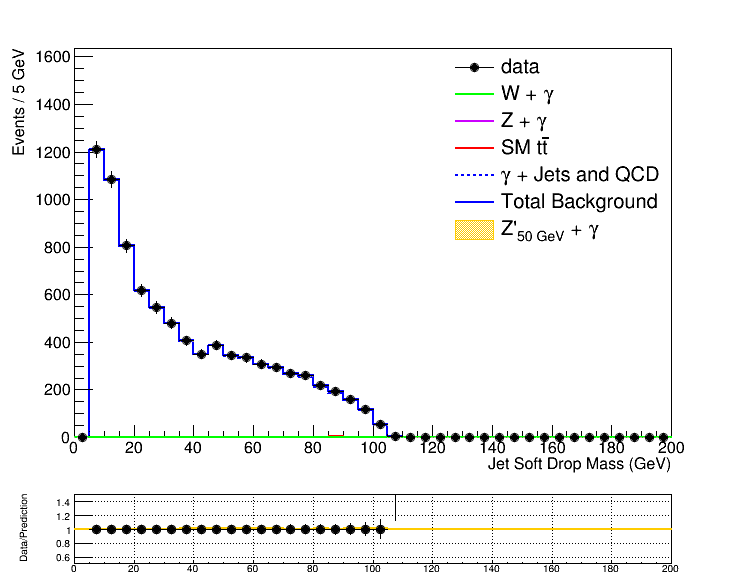 Events / 5 GeV
1600
1400
1200
1000
800
600
400
200
0
data
W + γ
Z + γ
SM tt̄
γ + Jets and QCD
Total Background
Z'50 GeV + γ
0 20 40 60 80 100 120 140 160 180 200
Jet Soft Drop Mass (GeV)
Data/Prediction
1.4
1.2
1
0.8
0.6
0 20 40 60 80 100 120 140 160 180 200